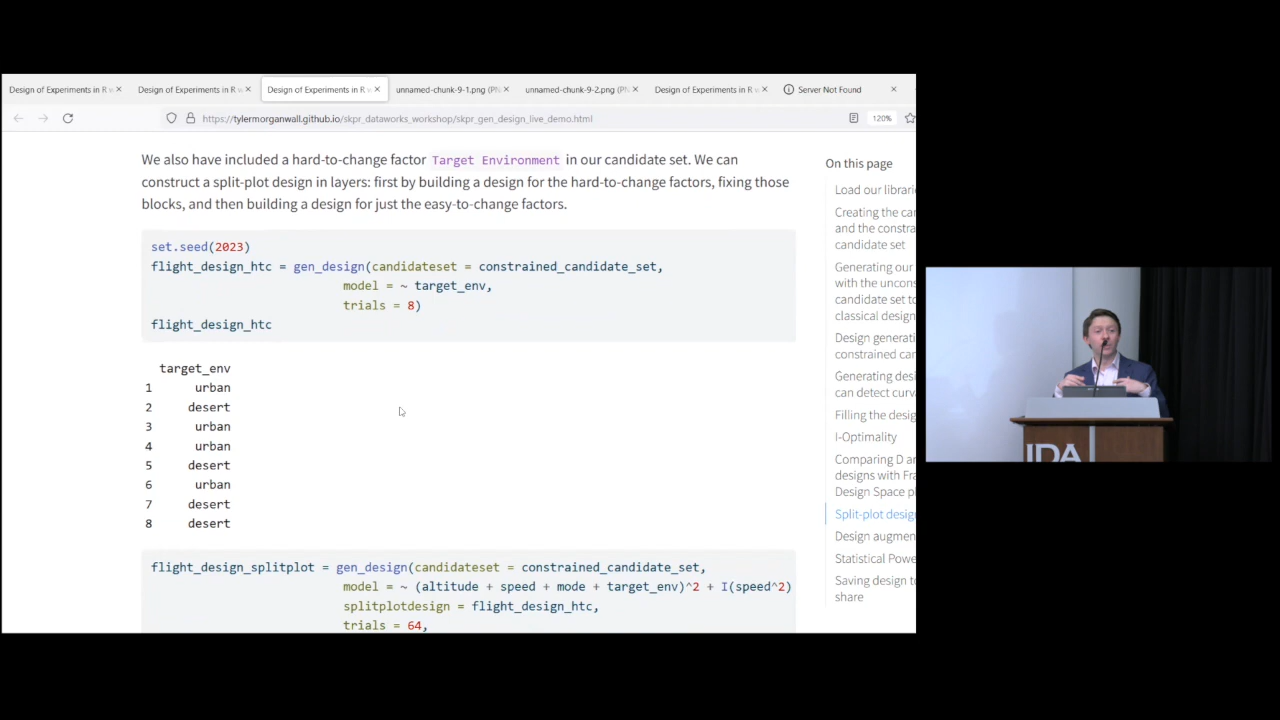 Design of Experiments in R
Design of Experiments in R
Design of Experiments in R
unnamed-chunk-9-1.png
unnamed-chunk-9-2.png
Design of Experiments in R
Server Not Found
https://tylermorganwall.github.io/skpr_dataworks_workshop/skpr_gen_design_live_demo.html
120%
We also have included a hard-to-change factor Target Environment in our candidate set. We can
construct a split-plot design in layers: first by building a design for the hard-to-change factors, fixing those
blocks, and then building a design for just the easy-to-change factors.
set.seed(2023)
flight_design_htc = gen_design(candidateset = constrained_candidate_set,
model = ~ target_env,
trials = 8)
flight_design_htc
target_env
1 urban
2 desert
3 urban
4 urban
5 desert
6 urban
7 desert
8 desert
flight_design_splitplot = gen_design(candidateset = constrained_candidate_set,
model = ~ (altitude + speed + mode + target_env)^2 + I(speed^2)
splitplotdesign = flight_design_htc,
trials = 64,
On this page
Load our librari
Creating the ca
and the constra
candidate set
Generating our
with the uncons
candidate set to
classical design
Design generati
constrained can
Generating desi
can detect curv
Filling the desig
I-Optimality
Comparing D a
designs with Fra
Design Space p
Split-plot desig
Design augmen
Statistical Powe
Saving design t
share
IDA